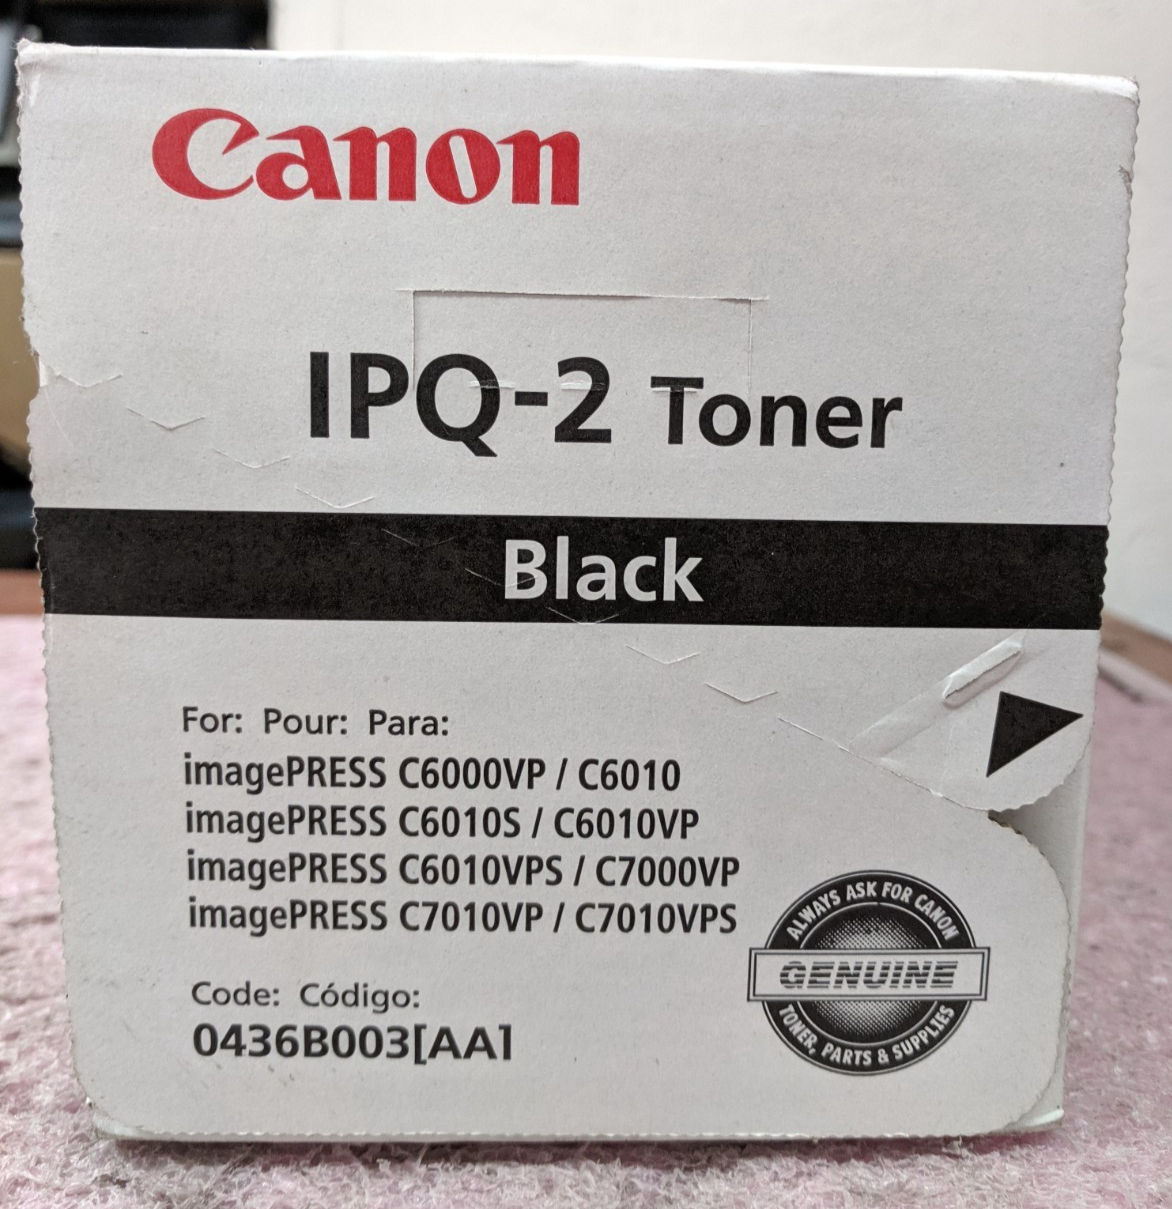 Canon
IPQ-2 Toner
Black
For: Pour: Para:
imagePRESS C6000VP / C6010
imagePRESS C6010S / C6010VP
imagePRESS C6010VPS / C7000VP
imagePRESS C7010VP / C7010VPS
Code: Código:
0436B003[AA]
ALWAYS ASK FOR CANON
GENUINE
TONER, PARTS & SUPPLIES